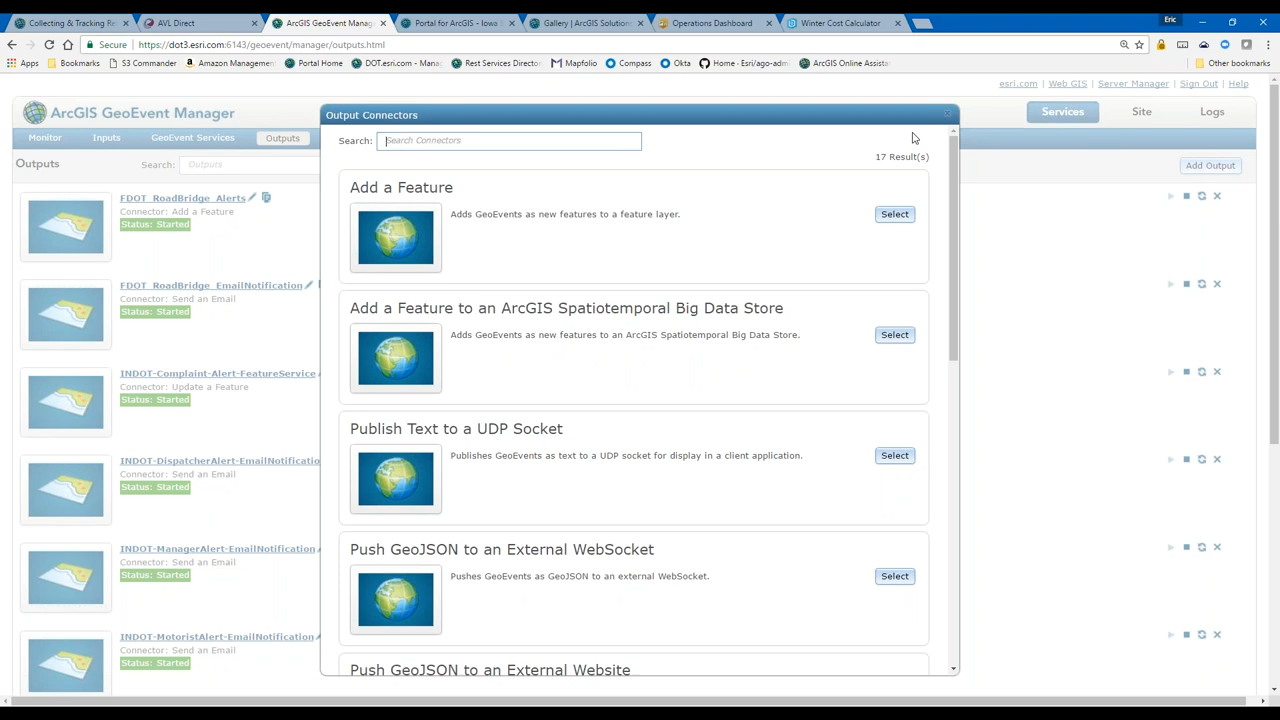 Collecting & Tracking Re
AVL Direct
ArcGIS GeoEvent Manage
Portal for ArcGIS - Iowa S
Gallery | ArcGIS Solution
Operations Dashboard
Winter Cost Calculator
Eric
Secure
https://dot3.esri.com:6143/geoevent/manager/outputs.html
Apps
Bookmarks
S3 Commander
Amazon Management
Portal Home
DOT.esri.com - Mana
Rest Services Director
Mapfolio
Compass
Okta
Home · Esri/ago-adm
ArcGIS Online Assista
Other bookmarks
esri.com | Web GIS | Server Manager | Sign Out | Help
ArcGIS GeoEvent Manager
Services
Site
Logs
Monitor
Inputs
GeoEvent Services
Outputs
Outputs
Search:
Outputs
Add Output
FDOT_RoadBridge_Alerts
Connector: Add a Feature
Status: Started
FDOT_RoadBridge_EmailNotification
Connector: Send an Email
Status: Started
INDOT-Complaint-Alert-FeatureService
Connector: Update a Feature
Status: Started
INDOT-DispatcherAlert-EmailNotificatio
Connector: Send an Email
Status: Started
INDOT-ManagerAlert-EmailNotification
Connector: Send an Email
Status: Started
INDOT-MotoristAlert-EmailNotification
Connector: Send an Email
Status: Started
Output Connectors
Search:
Search Connectors
17 Result(s)
Add a Feature
Adds GeoEvents as new features to a feature layer.
Select
Add a Feature to an ArcGIS Spatiotemporal Big Data Store
Adds GeoEvents as new features to an ArcGIS Spatiotemporal Big Data Store.
Select
Publish Text to a UDP Socket
Publishes GeoEvents as text to a UDP socket for display in a client application.
Select
Push GeoJSON to an External WebSocket
Pushes GeoEvents as GeoJSON to an external WebSocket.
Select
Push GeoJSON to an External Website